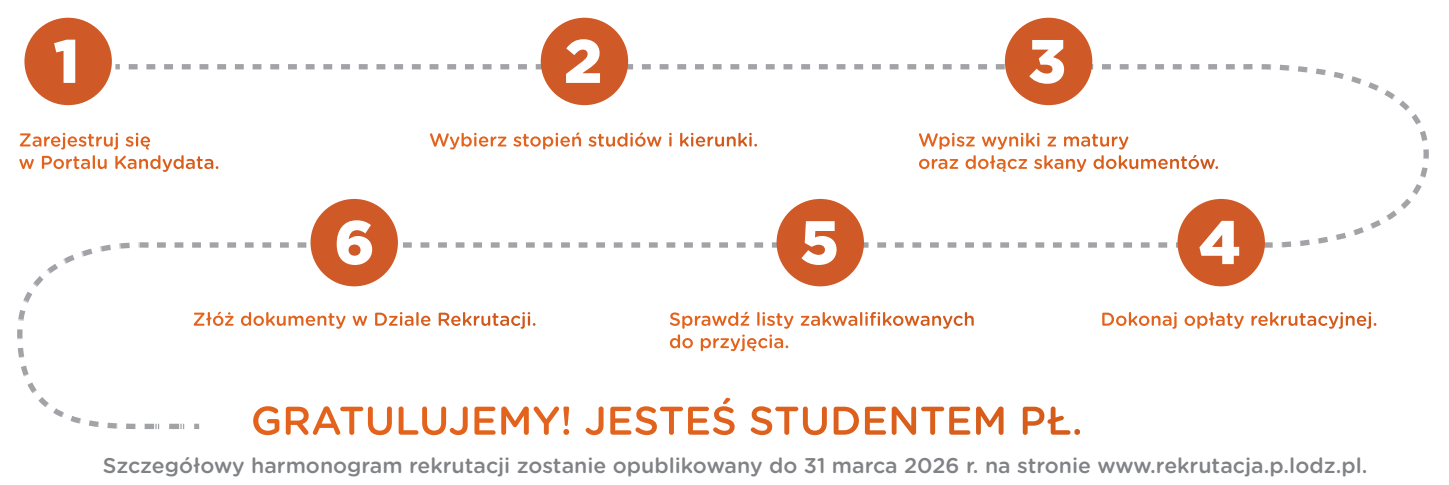 1
Zarejestruj się
w Portalu Kandydata.
2
Wybierz stopień studiów i kierunki.
3
Wpisz wyniki z matury
oraz dołącz skany dokumentów.
4
Dokonaj opłaty rekrutacyjnej.
5
Sprawdź listy zakwalifikowanych
do przyjęcia.
6
Złóż dokumenty w Dziale Rekrutacji.
GRATULUJEMY! JESTEŚ STUDENTEM PŁ.
Szczegółowy harmonogram rekrutacji zostanie opublikowany do 31 marca 2026 r. na stronie www.rekrutacja.p.lodz.pl.